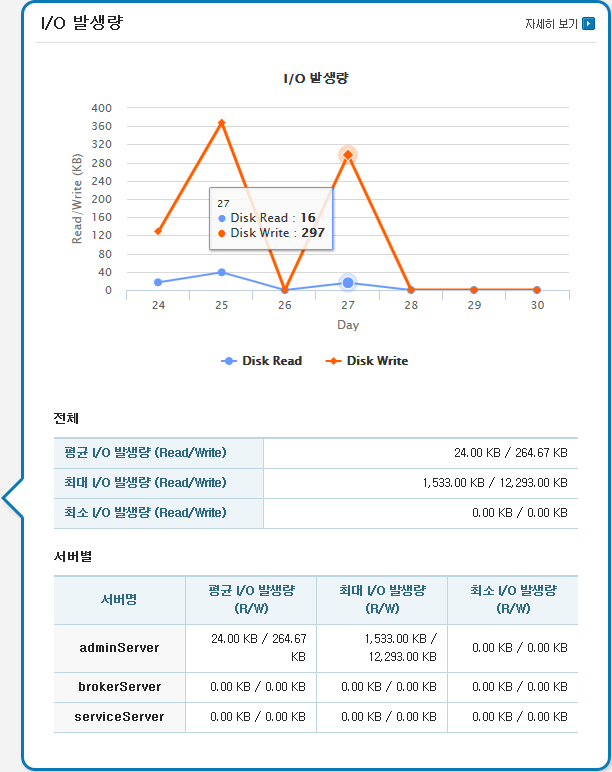 I/O 발생량
자세히 보기
I/O 발생량
400
360
320
280
240
200
160
120
80
40
0
Read/Write (KB)
27
Disk Read : 16
Disk Write : 297
24 25 26 27 28 29 30
Day
Disk Read Disk Write
전체
평균 I/O 발생량 (Read/Write) 24.00 KB / 264.67 KB
최대 I/O 발생량 (Read/Write) 1,533.00 KB / 12,293.00 KB
최소 I/O 발생량 (Read/Write) 0.00 KB / 0.00 KB
서버별
서버명 평균 I/O 발생량 (R/W) 최대 I/O 발생량 (R/W) 최소 I/O 발생량 (R/W)
adminServer 24.00 KB / 264.67 KB 1,533.00 KB / 12,293.00 KB 0.00 KB / 0.00 KB
brokerServer 0.00 KB / 0.00 KB 0.00 KB / 0.00 KB 0.00 KB / 0.00 KB
serviceServer 0.00 KB / 0.00 KB 0.00 KB / 0.00 KB 0.00 KB / 0.00 KB